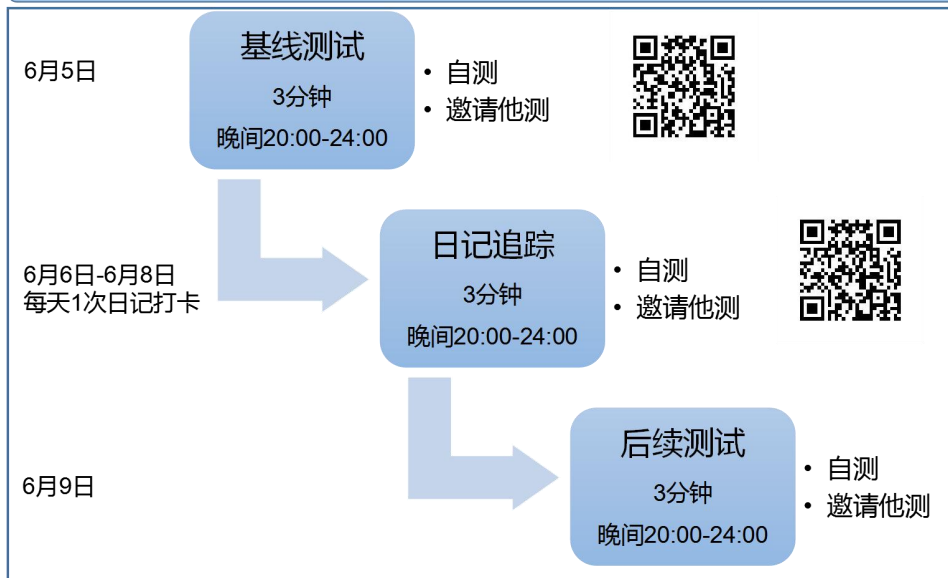 6月5日
基线测试
3分钟
晚间20:00-24:00
• 自测
• 邀请他测
6月6日-6月8日
每天1次日记打卡
日记追踪
3分钟
晚间20:00-24:00
• 自测
• 邀请他测
6月9日
后续测试
3分钟
晚间20:00-24:00
• 自测
• 邀请他测